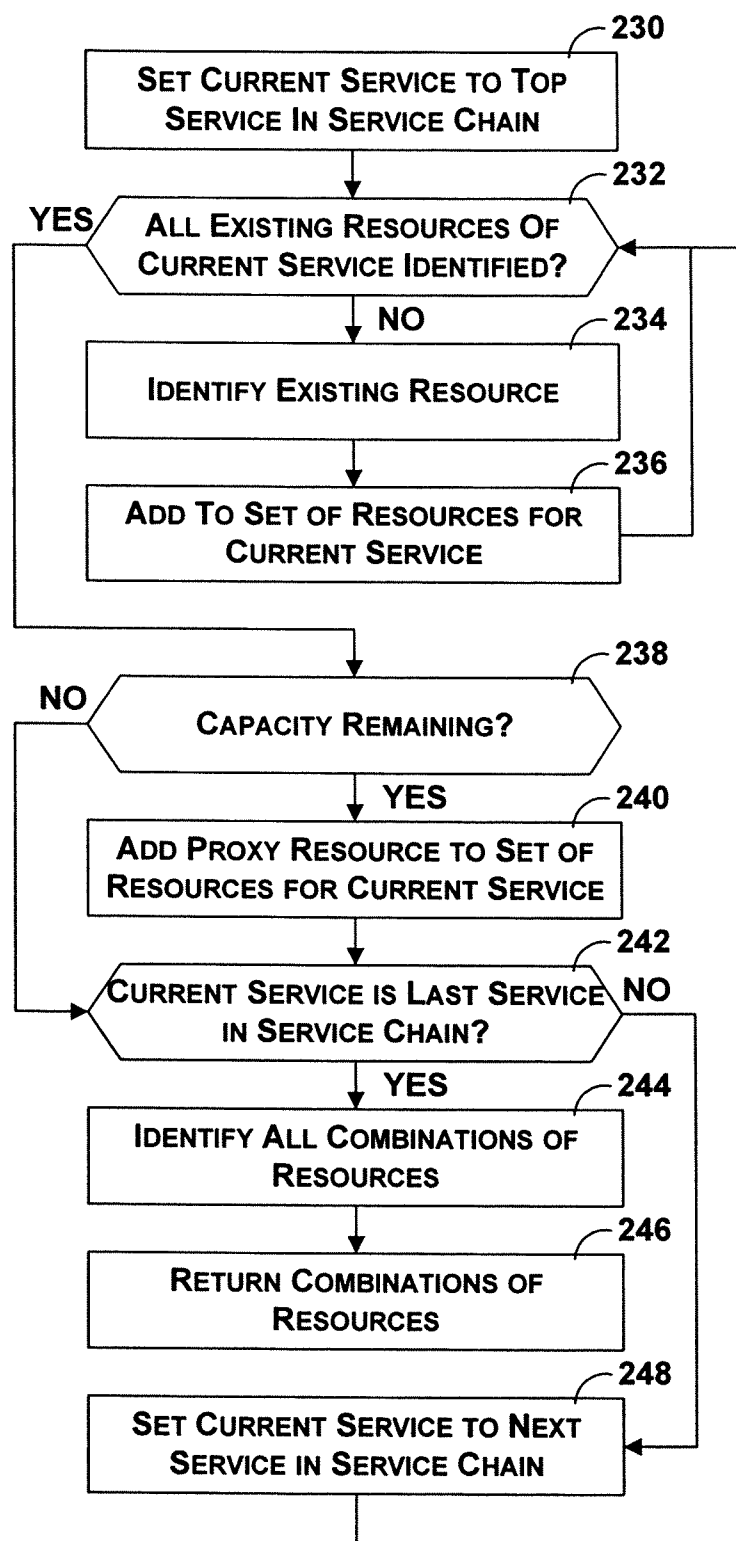 230
SET CURRENT SERVICE TO TOP
SERVICE IN SERVICE CHAIN
232
YES
ALL EXISTING RESOURCES OF
CURRENT SERVICE IDENTIFIED?
NO
234
IDENTIFY EXISTING RESOURCE
236
ADD TO SET OF RESOURCES FOR
CURRENT SERVICE
238
NO
CAPACITY REMAINING?
YES
240
ADD PROXY RESOURCE TO SET OF
RESOURCES FOR CURRENT SERVICE
242
CURRENT SERVICE IS LAST SERVICE
IN SERVICE CHAIN?
NO
YES
244
IDENTIFY ALL COMBINATIONS OF
RESOURCES
246
RETURN COMBINATIONS OF
RESOURCES
248
SET CURRENT SERVICE TO NEXT
SERVICE IN SERVICE CHAIN